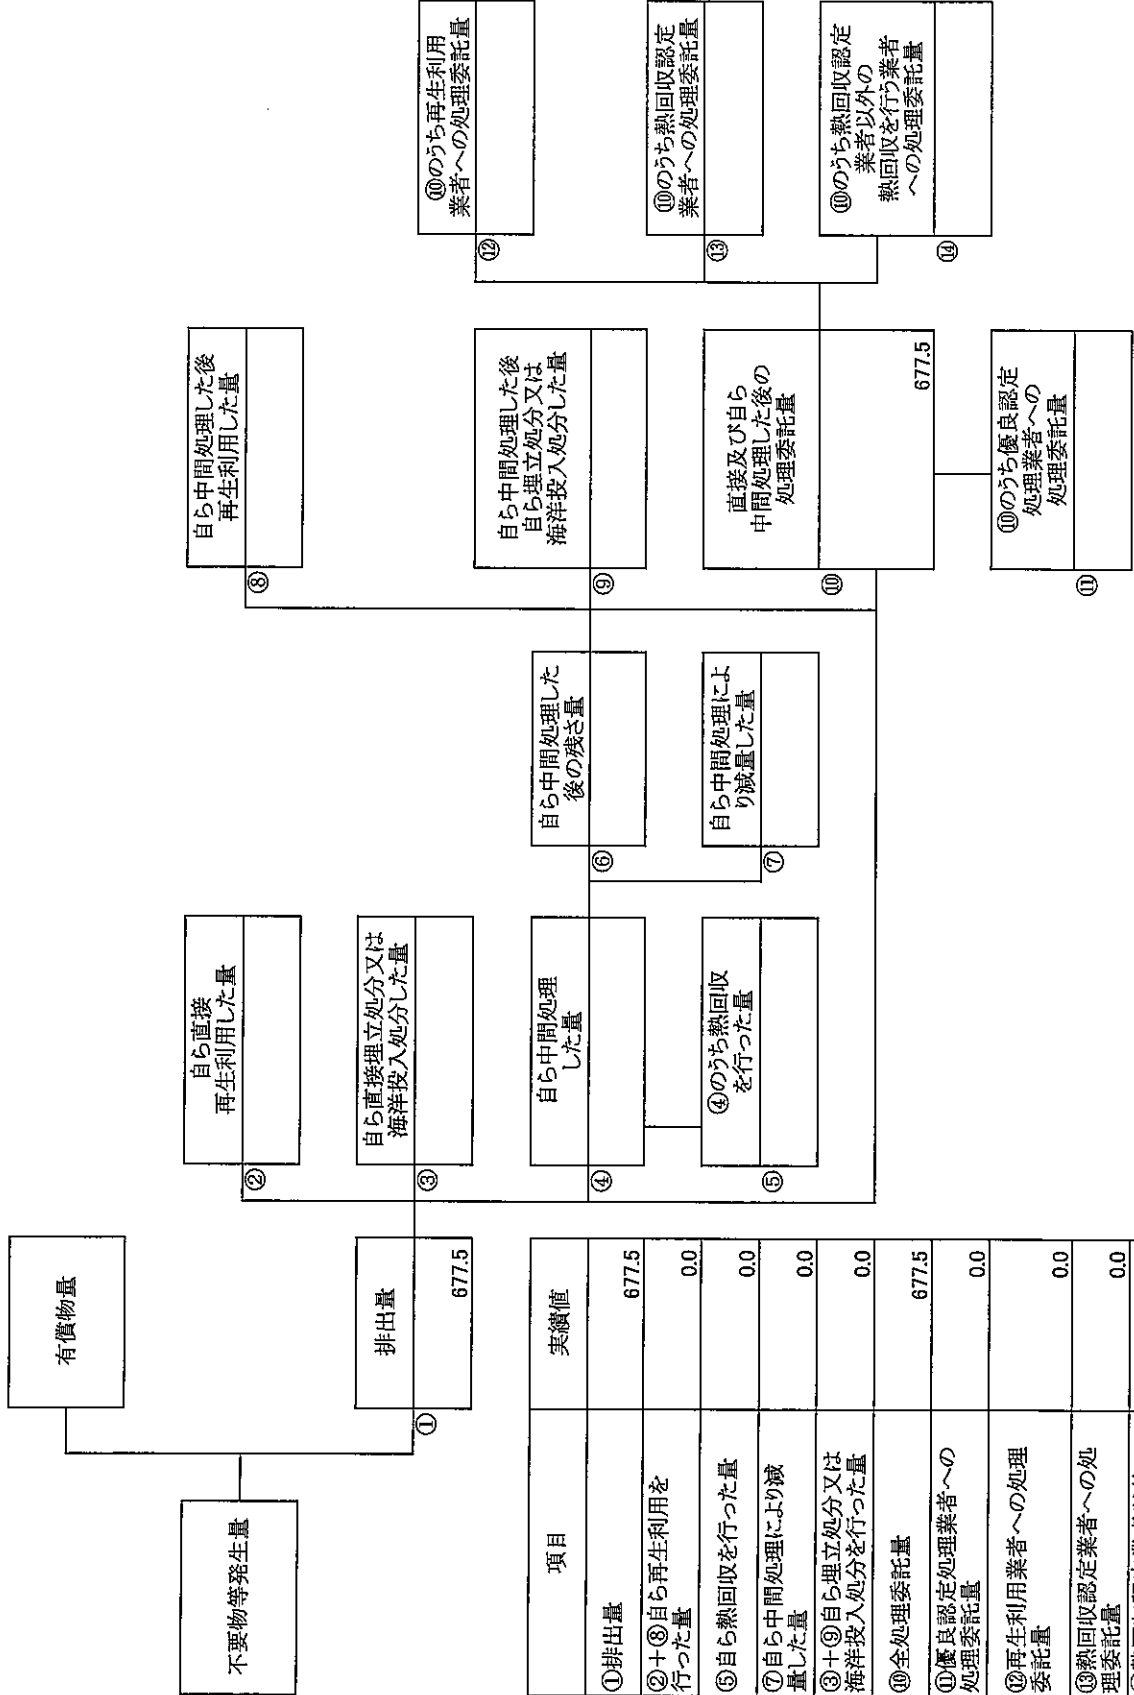 有償物量
不要物等発生量
排出量
①
677.5
自ら直接
再生利用した量
②
自ら直接埋立処分又は
海洋投入処分した量
③
自ら中間処理
した量
④
④のうち熱回収
を行った量
⑤
自ら中間処理した
後の残さ量
⑥
自ら中間処理によ
り減量した量
⑦
自ら中間処理した後
再生利用した量
⑧
自ら中間処理した後
自ら埋立処分又は
海洋投入処分した量
⑨
直接及び自ら
中間処理した後の
処理委託量
⑩
677.5
⑩のうち優良認定
処理業者への
処理委託量
⑪
⑩のうち再生利用
業者への処理委託量
⑫
⑩のうち熱回収認定
業者への処理委託量
⑬
⑩のうち熱回収認定
業者以外の
熱回収を行う業者
への処理委託量
⑭
項目 実績値
①排出量 677.5
②+⑧自ら再生利用を
行った量 0.0
⑤自ら熱回収を行った量 0.0
⑦自ら中間処理により減
量した量 0.0
③+⑨自ら埋立処分又は
海洋投入処分を行った量 0.0
⑩全処理委託量 677.5
⑪優良認定処理業者への
処理委託量 0.0
⑫再生利用業者への処理
委託量 0.0
⑬熱回収認定業者への処
理委託量 0.0